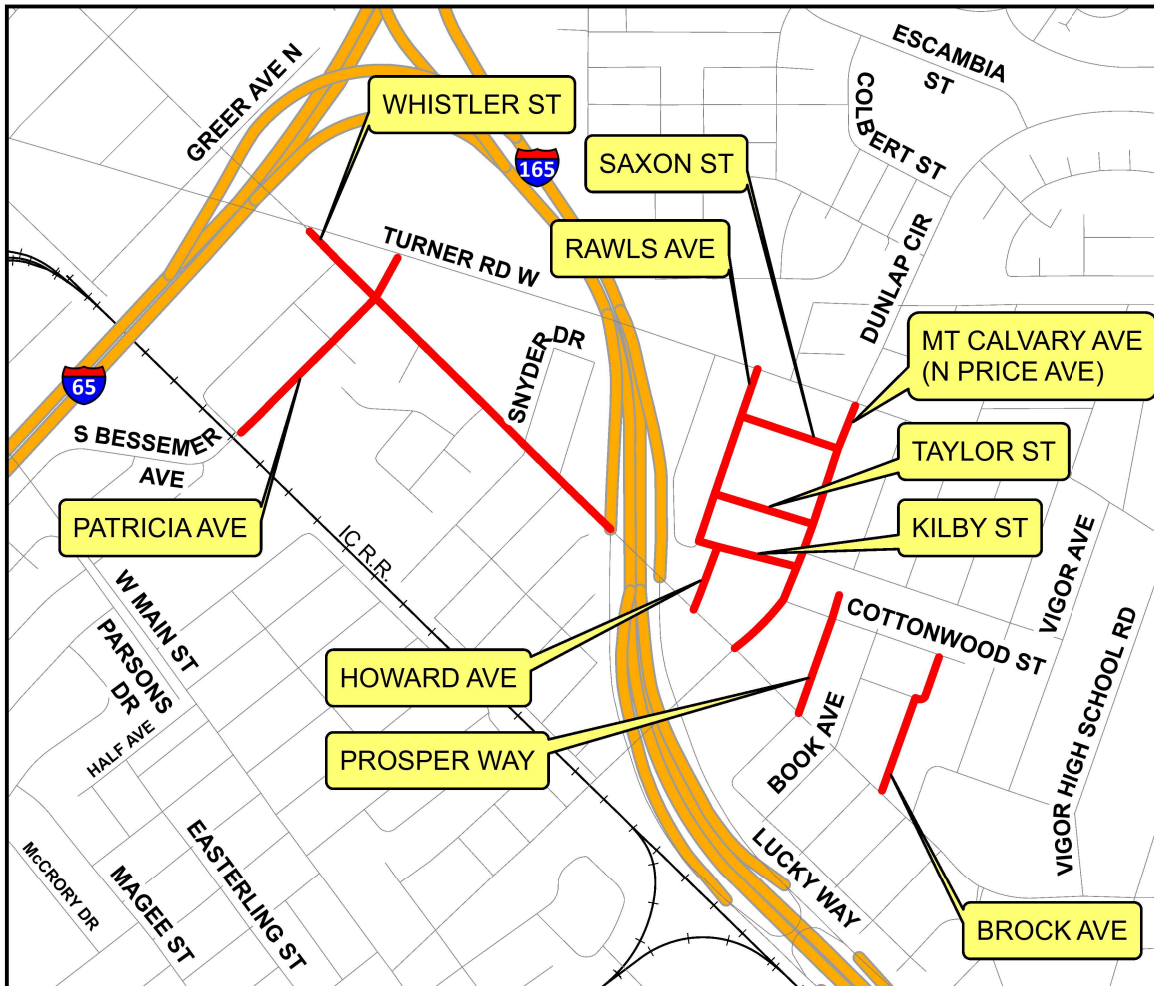 ESCAMBIA
ST
GREER AVE N
COLBERT ST
WHISTLER ST
165
SAXON ST
RAWLS AVE
TURNER RD W
DUNLAP CIR
MT CALVARY AVE
(N PRICE AVE)
SNYDER DR
65
S BESSEMER
AVE
TAYLOR ST
PATRICIA AVE
KILBY ST
IC R.R.
VIGOR AVE
W MAIN ST
COTTONWOOD ST
PARSONS
DR
HOWARD AVE
VIGOR HIGH SCHOOL RD
HALF AVE
PROSPER WAY
BOOK AVE
EASTERLING ST
LUCKY WAY
McCRORY DR
MAGEE ST
BROCK AVE